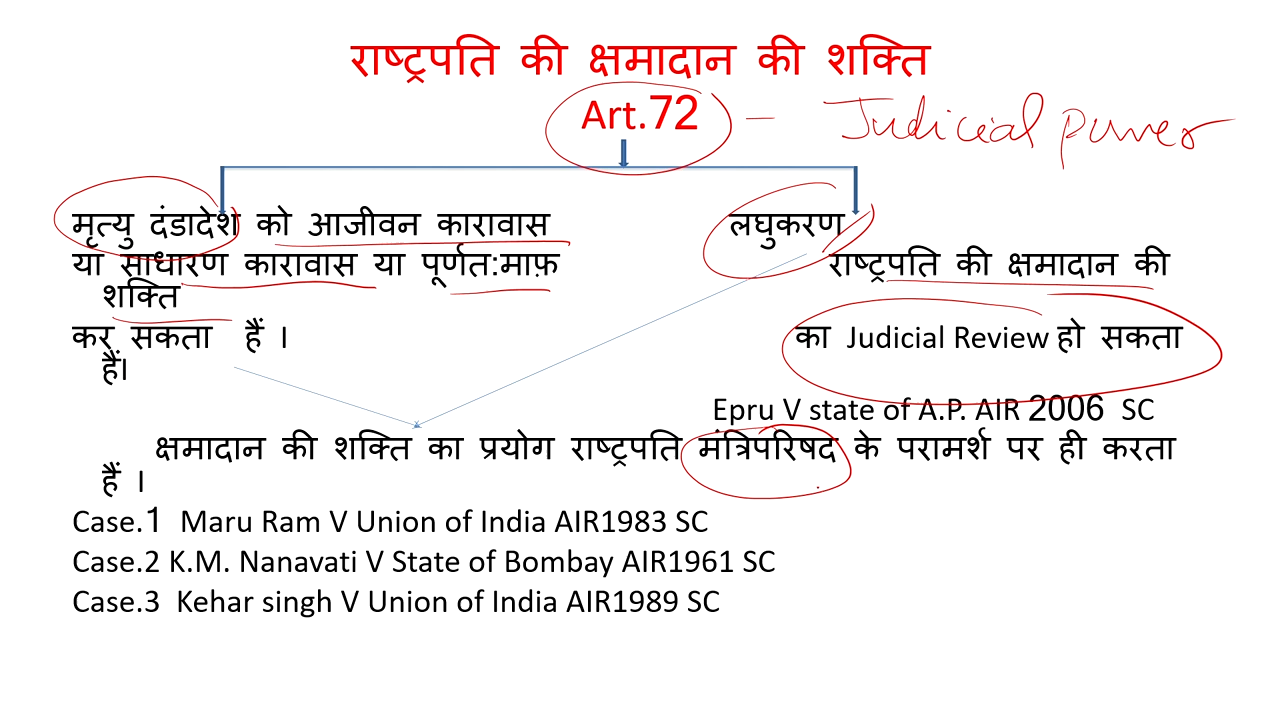 राष्ट्रपति की क्षमादान की शक्ति
Art.72 – Judicial power
मृत्यु दंडादेश को आजीवन कारावास लघुकरण
या साधारण कारावास या पूर्णत:माफ़ राष्ट्रपति की क्षमादान की
शक्ति
कर सकता हैं । का Judicial Review हो सकता
हैं।
Epru V state of A.P. AIR 2006 SC
क्षमादान की शक्ति का प्रयोग राष्ट्रपति मंत्रिपरिषद के परामर्श पर ही करता
हैं ।
Case.1 Maru Ram V Union of India AIR1983 SC
Case.2 K.M. Nanavati V State of Bombay AIR1961 SC
Case.3 Kehar singh V Union of India AIR1989 SC